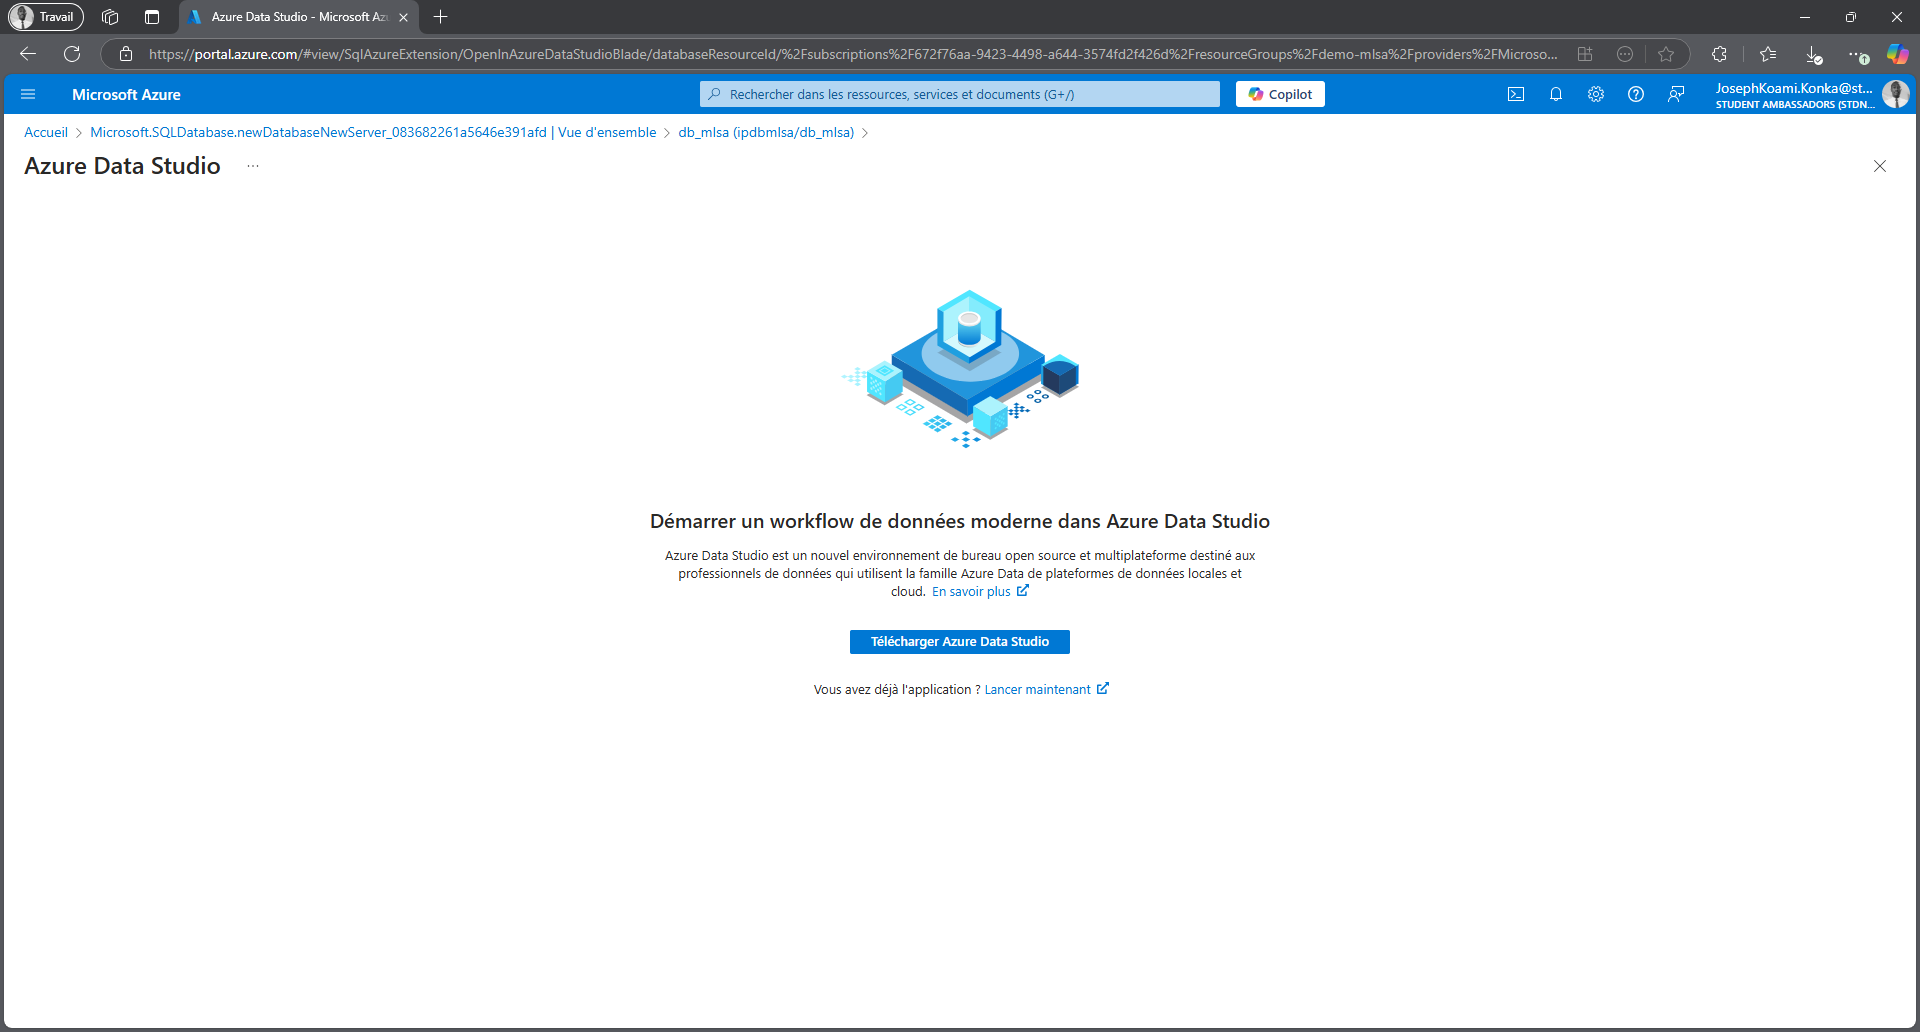 Travail
Azure Data Studio - Microsoft Az
https://portal.azure.com/#view/SqlAzureExtension/OpenInAzureDataStudioBlade/databaseResourceId/%2Fsubscriptions%2F672f76aa-9423-4498-a644-3574fd2f426d%2FresourceGroups%2Fdemo-mlsa%2Fproviders%2FMicroso...
Microsoft Azure
Rechercher dans les ressources, services et documents (G+/)
Copilot
JosephKoami.Konka@st...
STUDENT AMBASSADORS (STDN...
Accueil > Microsoft.SQLDatabase.newDatabaseNewServer_083682261a5646e391afd | Vue d'ensemble > db_mlsa (ipdbmlsa/db_mlsa) >
Azure Data Studio ...
Démarrer un workflow de données moderne dans Azure Data Studio
Azure Data Studio est un nouvel environnement de bureau open source et multiplateforme destiné aux
professionnels de données qui utilisent la famille Azure Data de plateformes de données locales et
cloud. En savoir plus
Télécharger Azure Data Studio
Vous avez déjà l'application ? Lancer maintenant